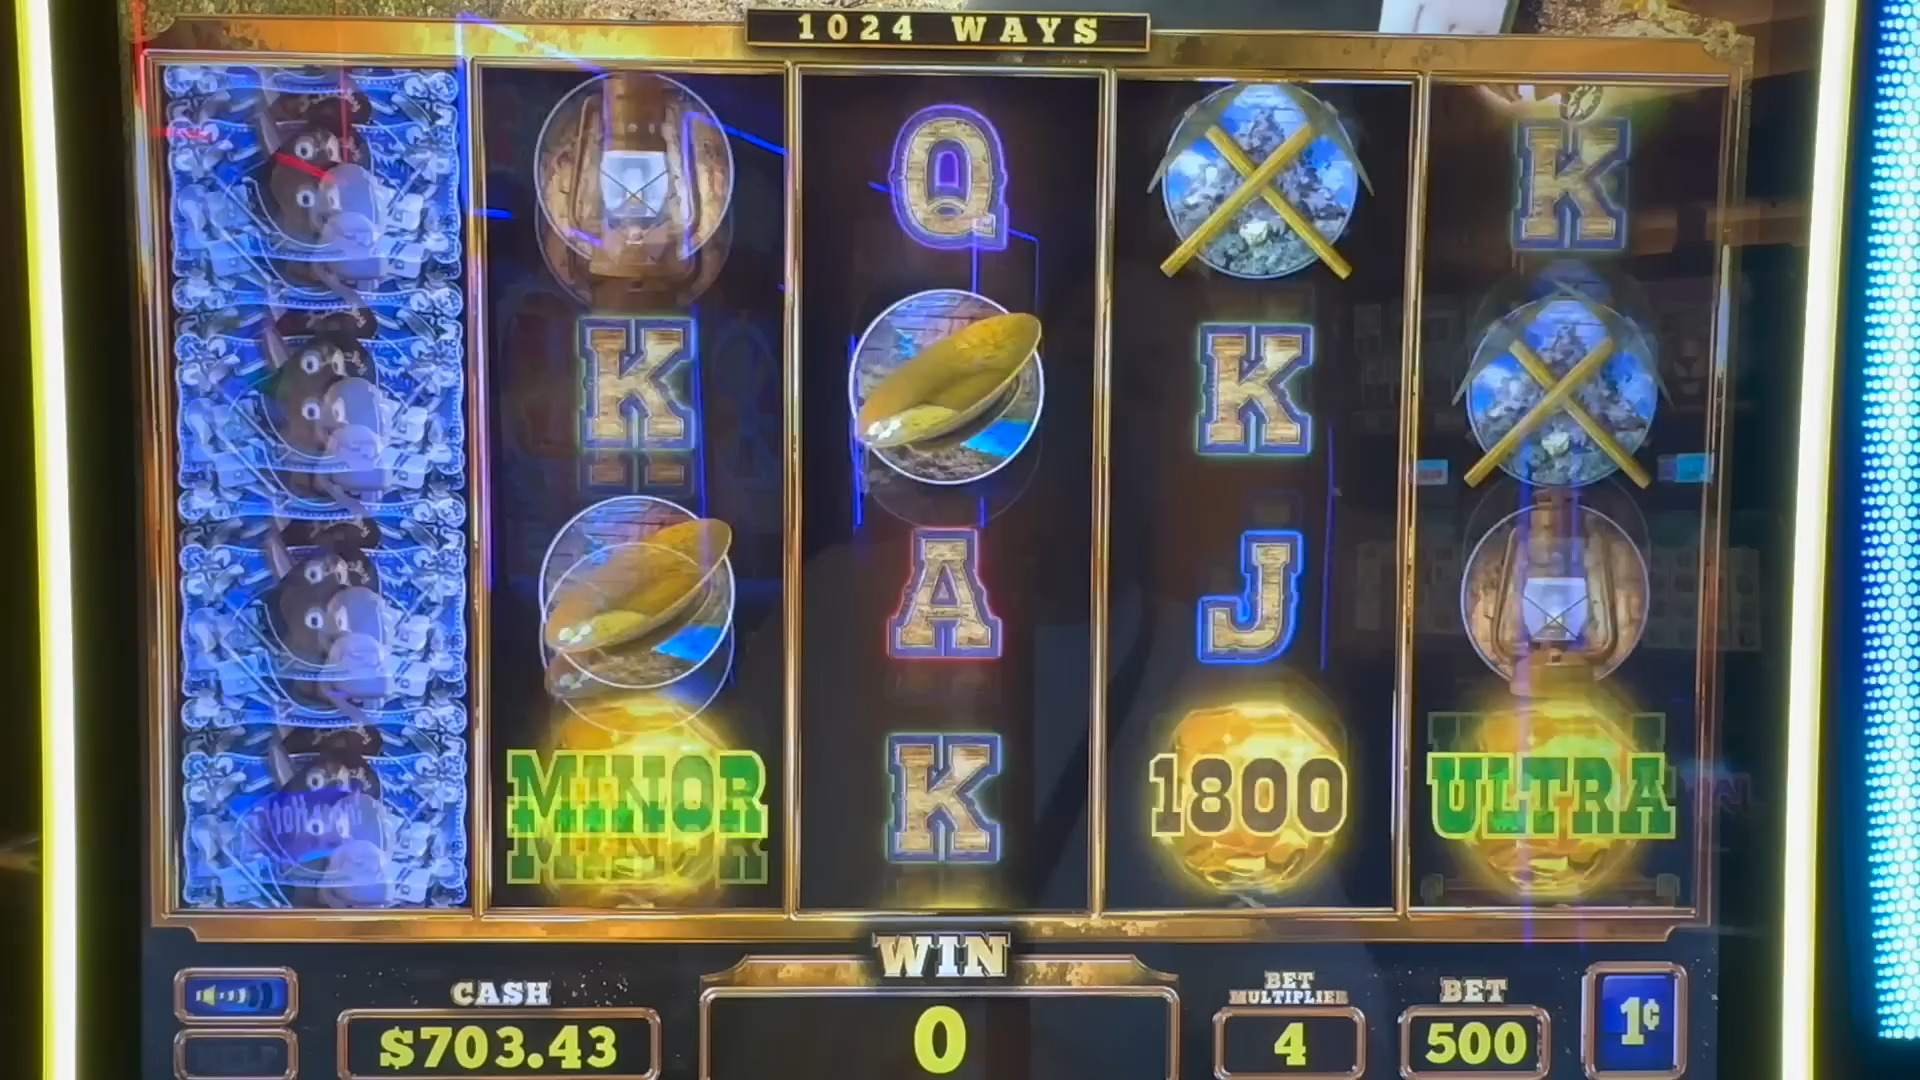 1024 WAYS
Q
K
K
K
A
J
MINOR
K
1800
ULTRA
WIN
CASH
BET MULTIPLIER
BET
$703.43
0
4
500
1¢